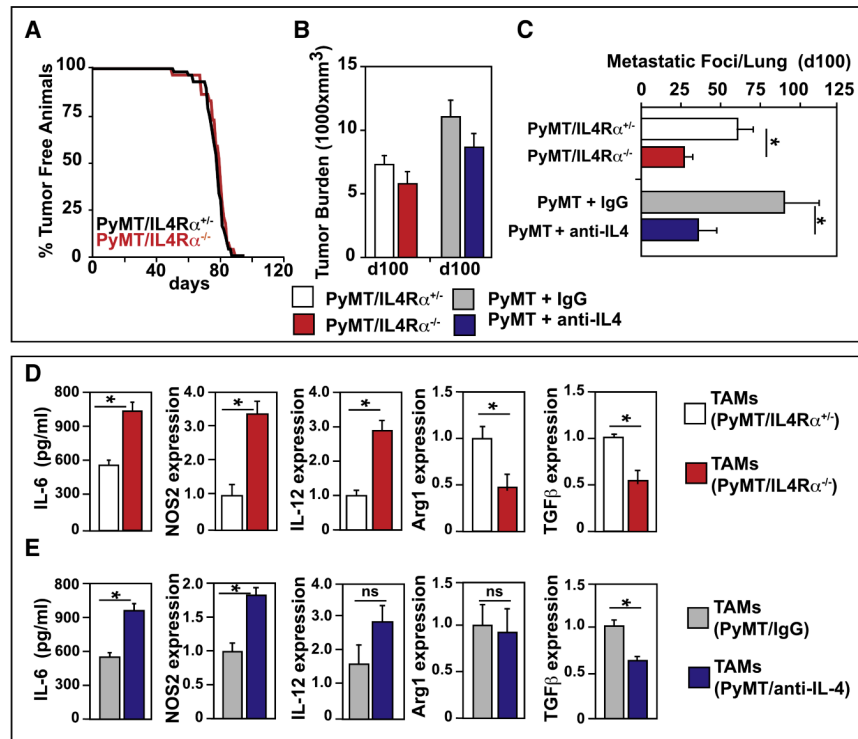 A
% Tumor Free Animals
100
75
50
25
0
PyMT/IL4Rα+/-
PyMT/IL4Rα-/-
0 40 80 120
days
B
Tumor Burden (1000xmm3)
15
10
5
0
d100 d100
C
Metastatic Foci/Lung (d100)
0 25 75 100 125
PyMT/IL4Rα+/-
PyMT/IL4Rα-/-
*
PyMT + IgG
PyMT + anti-IL4
*
PyMT/IL4Rα+/-
PyMT/IL4Rα-/-
PyMT + IgG
PyMT + anti-IL4
D
IL-6 (pg/ml)
800
900
600
300
0
*
NOS2 expression
4.0
3.0
2.0
1.0
0
*
IL-12 expression
4.0
3.0
2.0
1.0
0
*
Arg1 expression
1.5
1.0
0.5
0
*
TGFβ expression
1.5
1.0
0.5
0
*
TAMs
(PyMT/IL4Rα+/-)
TAMs
(PyMT/IL4Rα-/-)
E
IL-6 (pg/ml)
800
900
600
300
0
*
NOS2 expression
2.0
1.5
1.0
0.5
0
*
IL-12 expression
4.0
3.0
2.0
1.0
0
ns
Arg1 expression
1.5
1.0
0.5
0
ns
TGFβ expression
1.5
1.0
0.5
0
*
TAMs
(PyMT/IgG)
TAMs
(PyMT/anti-IL-4)